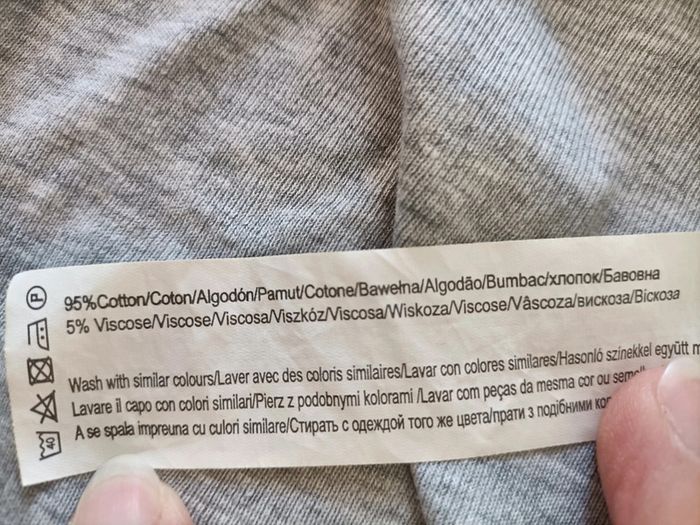 P
95%Cotton/Coton/Algodón/Pamut/Cotone/Bawełna/Algodão/Bumbac/хлопок/Бавовна
5% Viscose/Viscose/Viscosa/Viszkóz/Viscosa/Wiskoza/Viscose/Vâscoza/вискоза/Віскоза
Wash with similar colours/Laver avec des coloris similaires/Lavar con colores similares/Hasonló színekkel együtt
Lavare il capo con colori similari/Pierz z podobnymi kolorami /Lavar com peças da mesma cor ou
A se spala impreuna cu culori similare/Стирать с одеждой того же цвета/прати з подібними
40